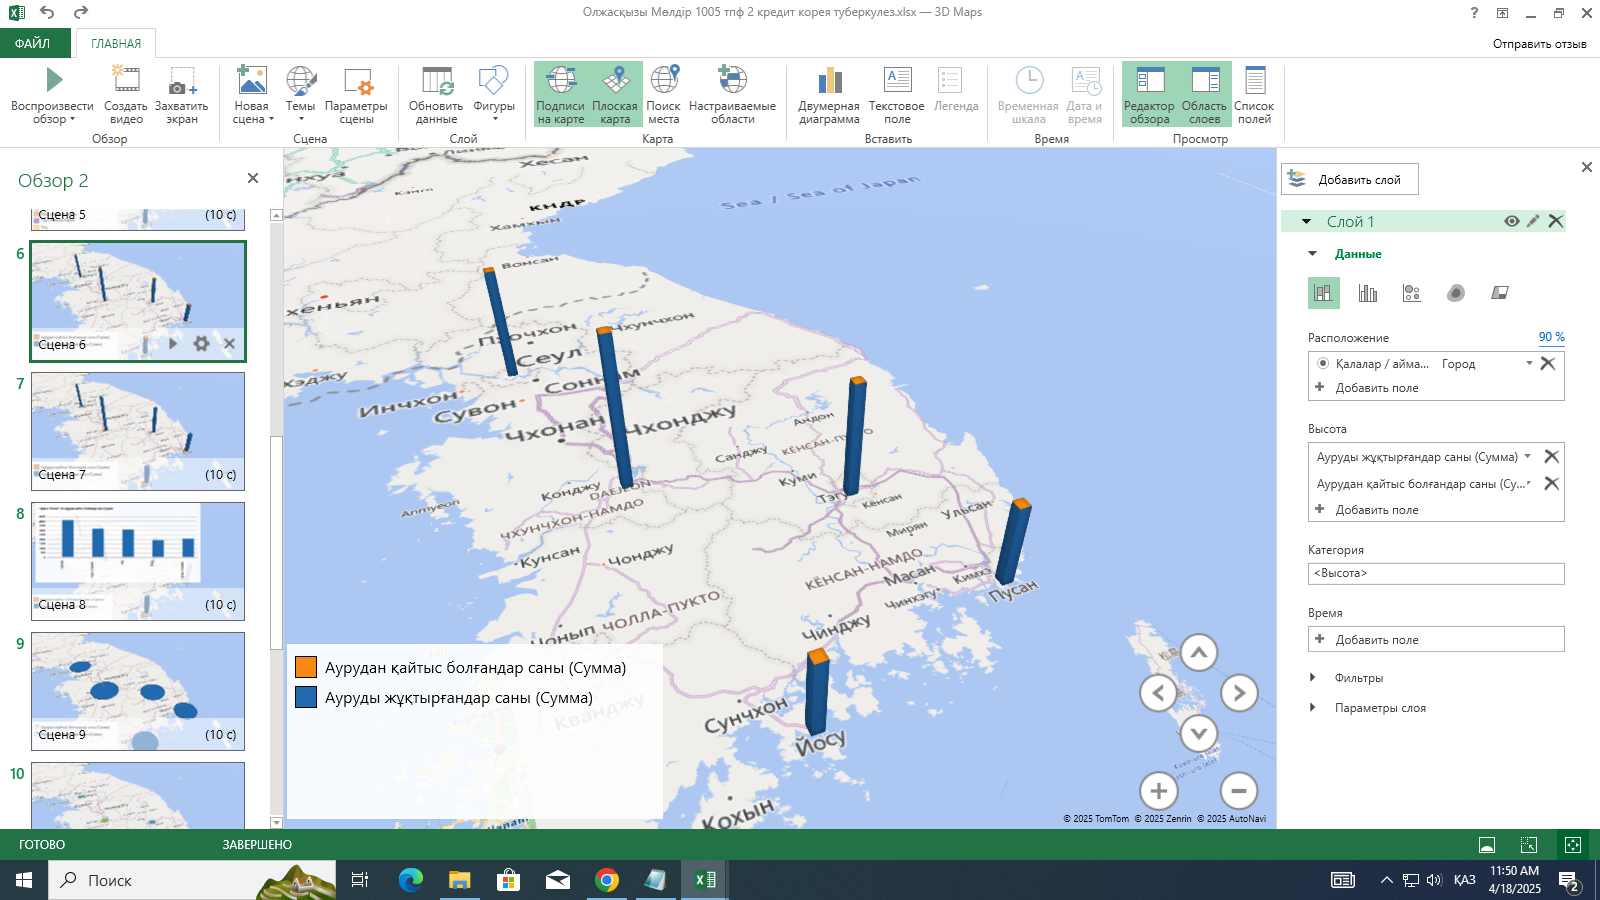 Олжасқызы Мөлдір 1005 тпф 2 кредит корея туберкулез.xlsx — 3D Maps
ФАЙЛ
ГЛАВНАЯ
Отправить отзыв
Воспроизвести обзор
Создать видео
Захватить экран
Обзор
Новая сцена
Темы
Параметры сцены
Сцена
Обновить данные
Фигуры
Слой
Подписи на карте
Плоская карта
Поиск места
Настраиваемые области
Карта
Двумерная диаграмма
Текстовое поле
Легенда
Вставить
Временная шкала
Дата и время
Время
Редактор обзора
Область слоев
Список полей
Просмотр
Обзор 2
Сцена 5 (10 с)
6
Сцена 6
7
Сцена 7 (10 с)
8
Сцена 8 (10 с)
9
Сцена 9 (10 с)
10
Хесан
КНДР
Хамхын
Sea / Sea of Japan
Вонсан
хеньян
Пхочхон
Чхунчхон
Сеул
Соннам
хэджу
Инчхон
Сувон
Чхонан
Чхонджу
Андон
КЁНСАН-ПУКТО
Санджу
Куми
Тэгу
Кёнсан
Конджу
DAEJEON
Anmyeon
ЧХУНЧХОН-НАМДО
Ульсан
Мирян
Кунсан
Чонджу
КЁНСАН-НАМДО
Масан
Кимхэ
Чинхэгу
Пусан
ЧОЛЛА-ПУКТО
Чонып
Чинджу
Кванджу
Сунчхон
Йосу
Кохын
Аурудан қайтыс болғандар саны (Сумма)
Ауруды жұқтырғандар саны (Сумма)
© 2025 TomTom © 2025 Zenrin © 2025 AutoNavi
Добавить слой
Слой 1
Данные
Расположение 90 %
Қалалар / айма... Город
Добавить поле
Высота
Ауруды жұқтырғандар саны (Сумма)
Аурудан қайтыс болғандар саны (Су...
Добавить поле
Категория
<Высота>
Время
Добавить поле
Фильтры
Параметры слоя
ГОТОВО
ЗАВЕРШЕНО
Поиск
ҚАЗ
11:50 AM
4/18/2025
2